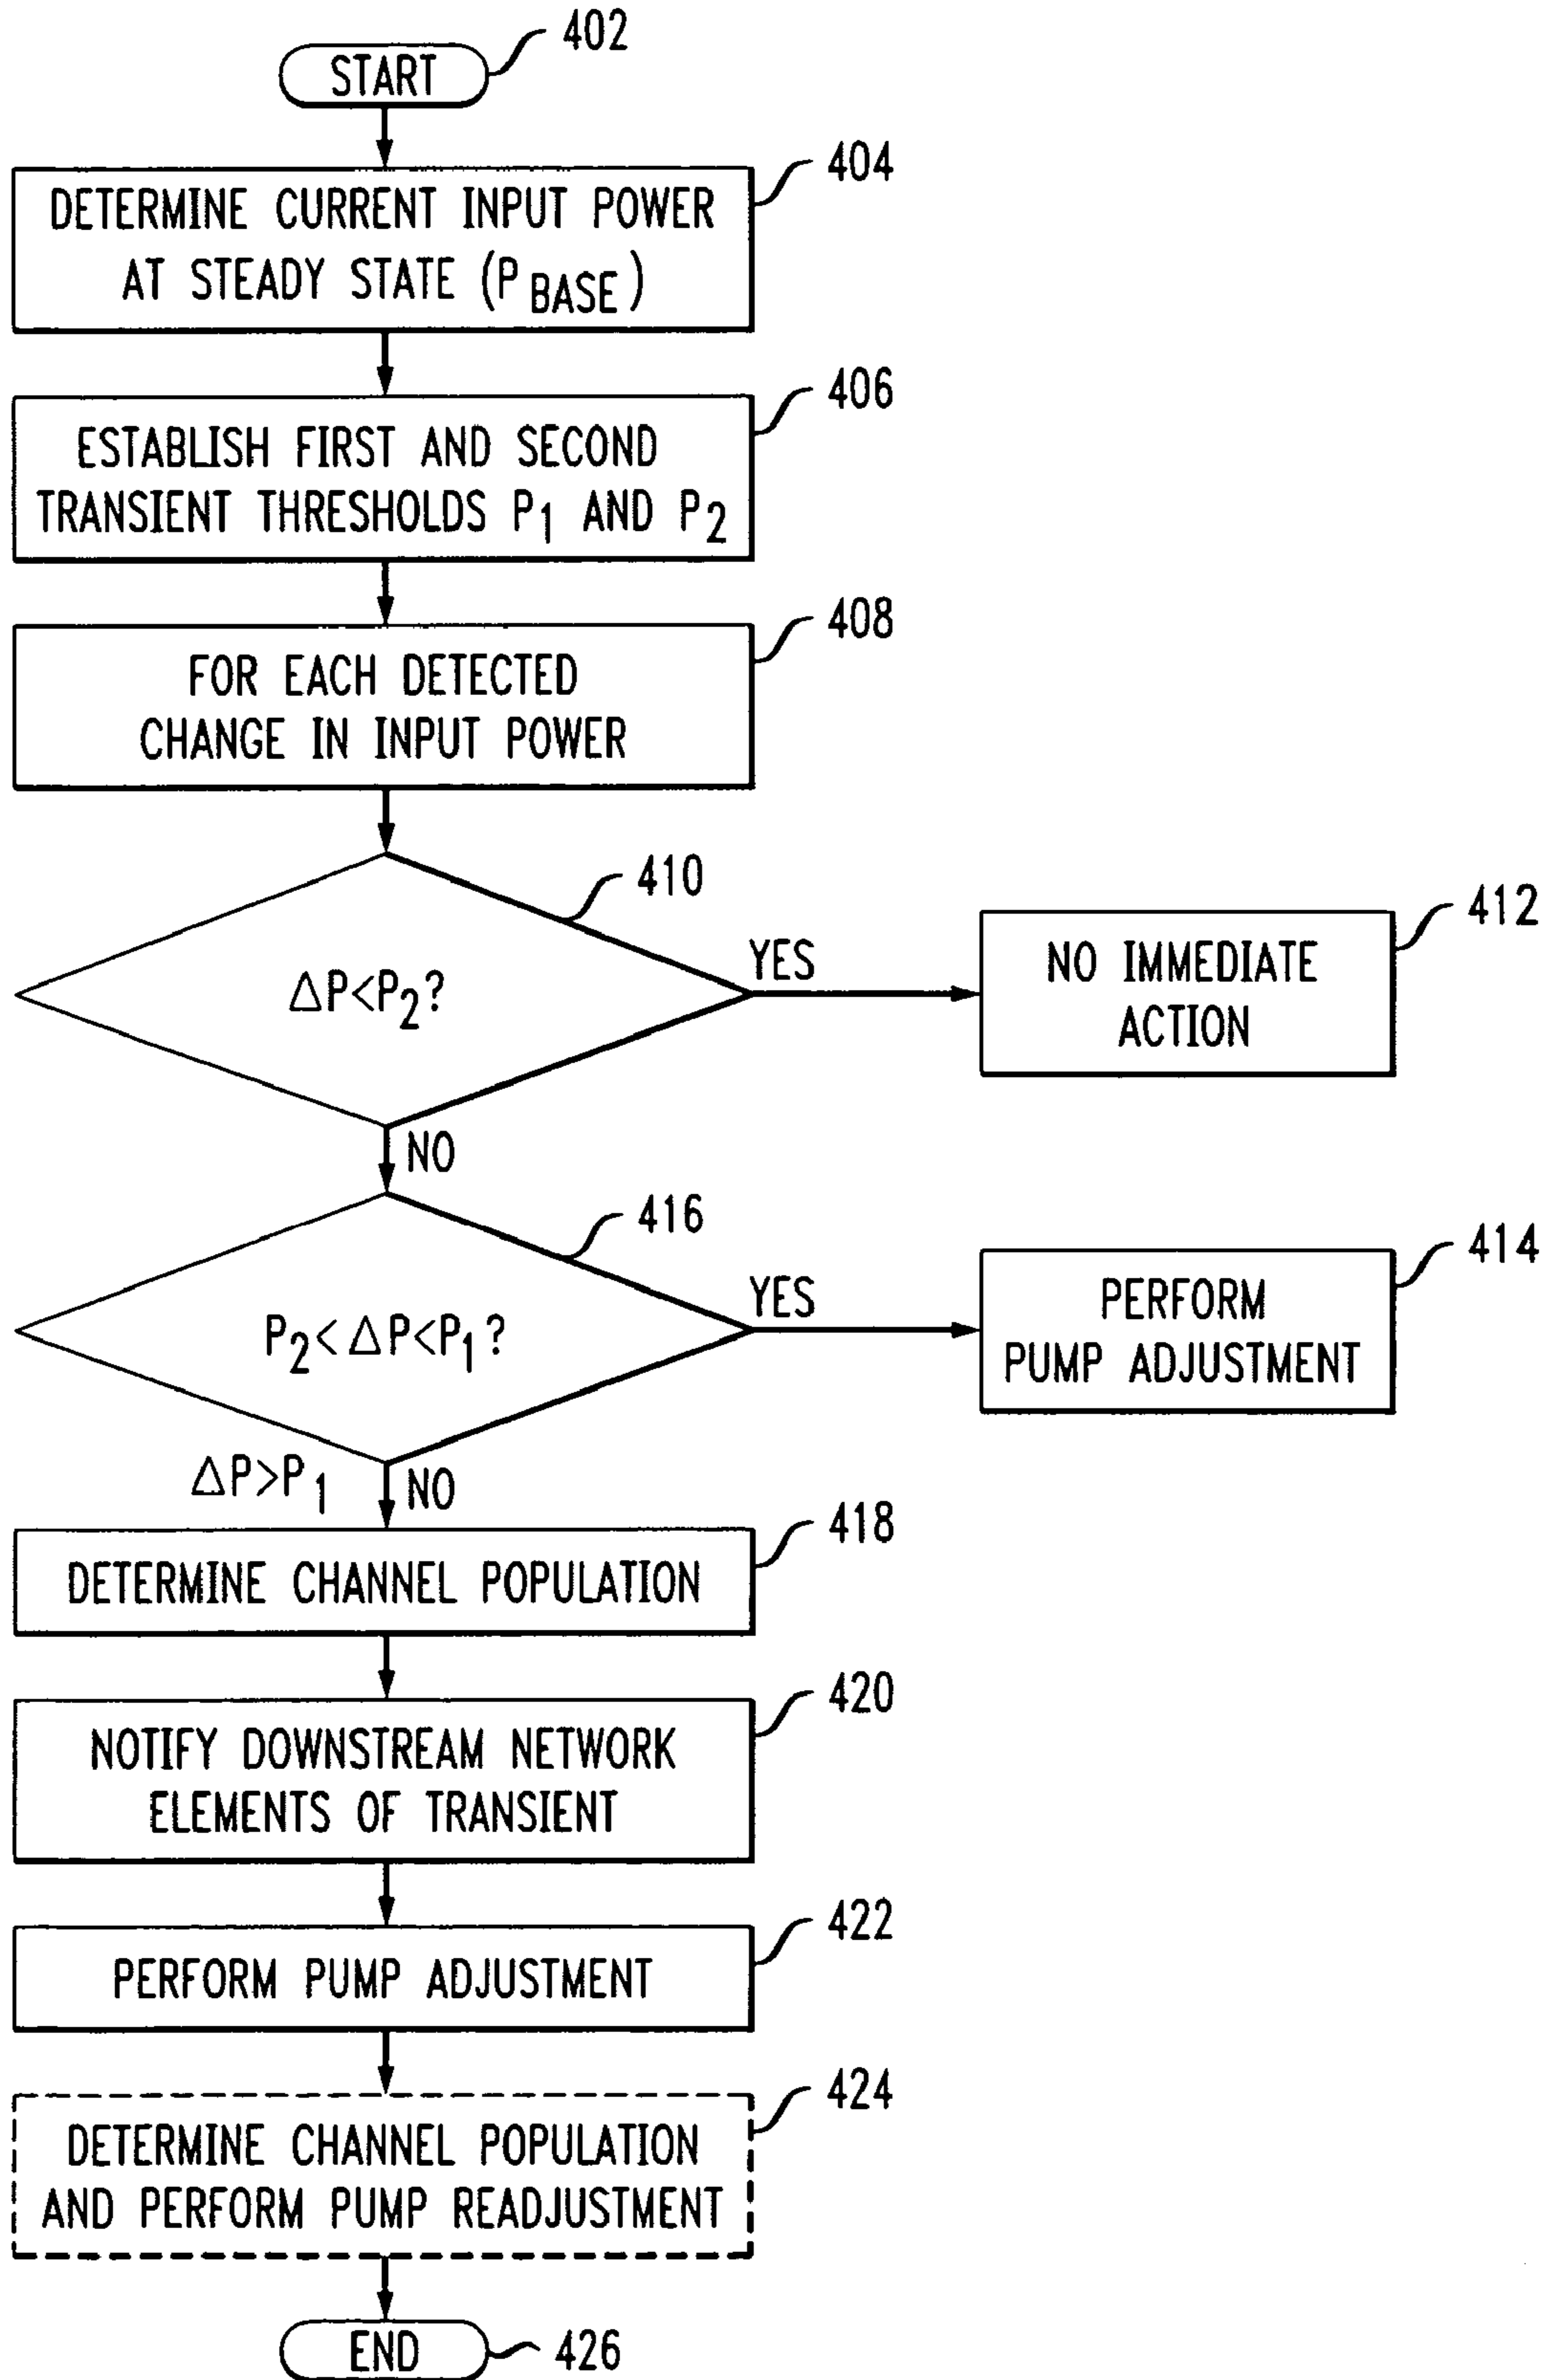 402
START
404
DETERMINE CURRENT INPUT POWER
AT STEADY STATE (P BASE)
406
ESTABLISH FIRST AND SECOND
TRANSIENT THRESHOLDS P1 AND P2
408
FOR EACH DETECTED
CHANGE IN INPUT POWER
410
ΔP<P2?
YES
412
NO IMMEDIATE
ACTION
NO
416
P2<ΔP<P1?
YES
414
PERFORM
PUMP ADJUSTMENT
ΔP>P1
NO
418
DETERMINE CHANNEL POPULATION
420
NOTIFY DOWNSTREAM NETWORK
ELEMENTS OF TRANSIENT
422
PERFORM PUMP ADJUSTMENT
424
DETERMINE CHANNEL POPULATION
AND PERFORM PUMP READJUSTMENT
END
426